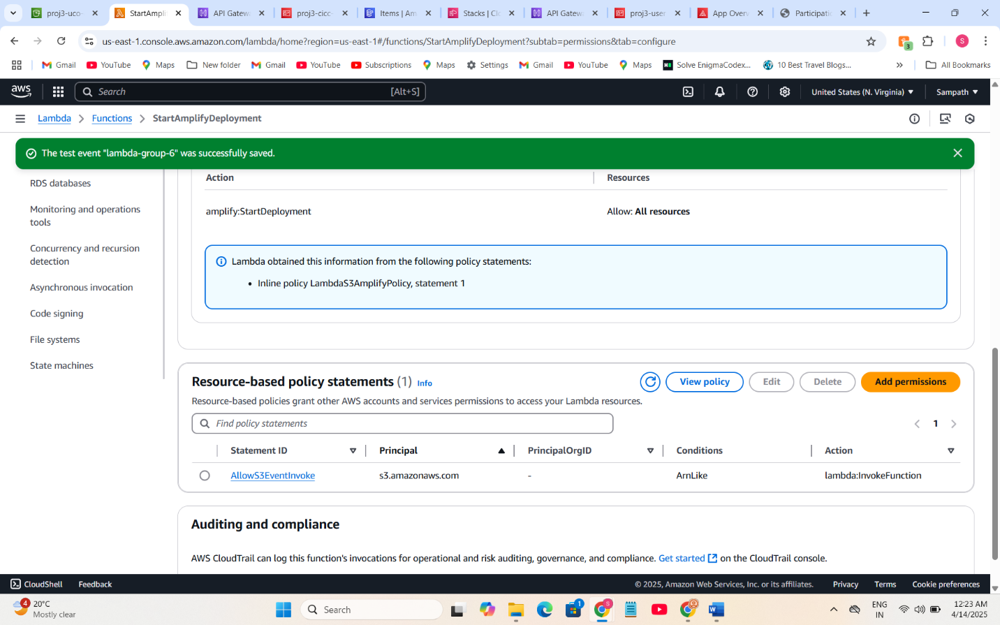 proj3-uco-
StartAmpli
API Gatew
proj3-cicc-
Items | Am
Stacks | Cl
API Gatew
proj3-user
App Over
Participati
us-east-1.console.aws.amazon.com/lambda/home?region=us-east-1#/functions/StartAmplifyDeployment?subtab=permissions&tab=configure
3
S
Gmail
YouTube
Maps
New folder
Gmail
YouTube
Subscriptions
Maps
Settings
Gmail
YouTube
Maps
Solve EnigmaCodex...
10 Best Travel Blogs...
»
All Bookmarks
aws
Search
[Alt+S]
United States (N. Virginia)
Sampath
Lambda
Functions
StartAmplifyDeployment
The test event "lambda-group-6" was successfully saved.
RDS databases
Monitoring and operations
tools
Concurrency and recursion
detection
Asynchronous invocation
Code signing
File systems
State machines
Action
Resources
amplify:StartDeployment
Allow: All resources
Lambda obtained this information from the following policy statements:
• Inline policy LambdaS3AmplifyPolicy, statement 1
Resource-based policy statements (1) Info
View policy
Edit
Delete
Add permissions
Resource-based policies grant other AWS accounts and services permissions to access your Lambda resources.
Find policy statements
1
Statement ID
Principal
PrincipalOrgID
Conditions
Action
AllowS3EventInvoke
s3.amazonaws.com
-
ArnLike
lambda:InvokeFunction
Auditing and compliance
AWS CloudTrail can log this function's invocations for operational and risk auditing, governance, and compliance. Get started on the CloudTrail console.
CloudShell
Feedback
© 2025, Amazon Web Services, Inc. or its affiliates.
Privacy
Terms
Cookie preferences
4
20°C
Mostly clear
Search
1
S
ENG
IN
12:23 AM
4/14/2025